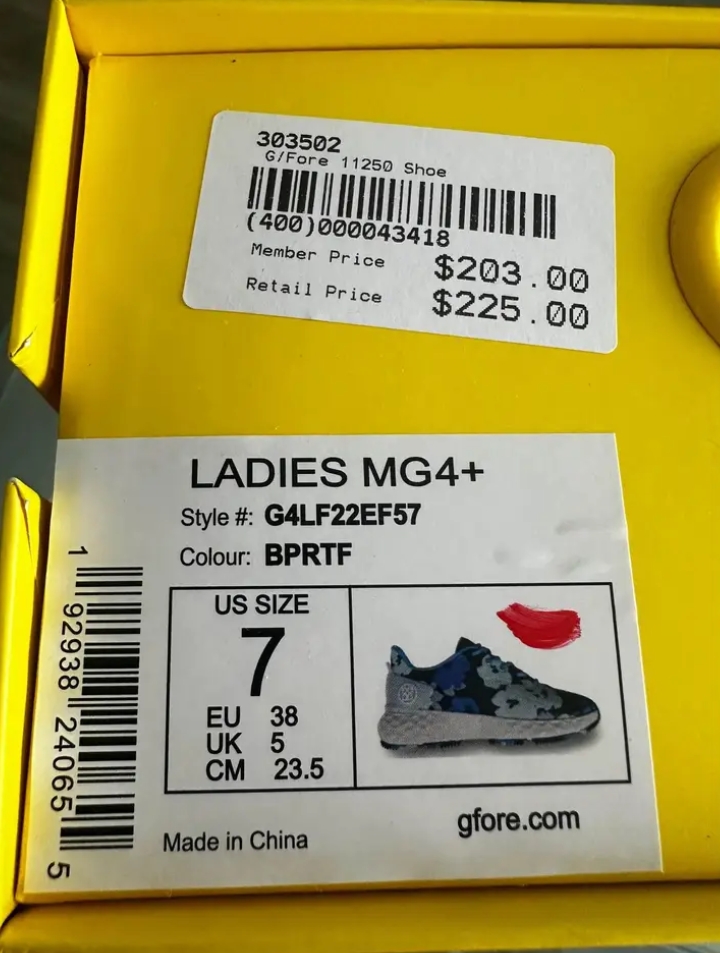 303502
G/Fore 11250 Shoe
(400)000043418
Member Price $203.00
Retail Price $225.00
LADIES MG4+
Style #: G4LF22EF57
Colour: BPRTF
US SIZE
7
EU 38
UK 5
CM 23.5
Made in China
gfore.com
1 92938 24065 5